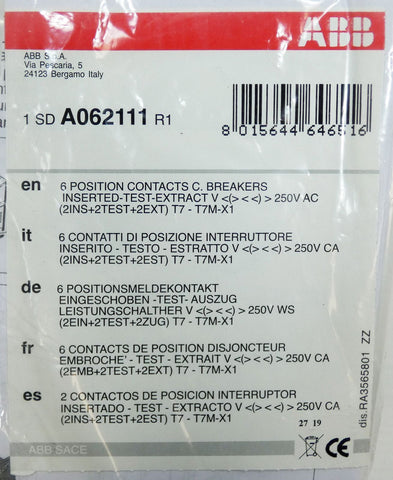 ABB
ABB S.p.A.
Via Pescaria, 5
24123 Bergamo Italy
1 SD A062111 R1
8 015644 646516
en 6 POSITION CONTACTS C. BREAKERS
INSERTED-TEST-EXTRACT V <(> < <) > 250V AC
(2INS+2TEST+2EXT) T7 - T7M-X1
it 6 CONTATTI DI POSIZIONE INTERRUTTORE
INSERITO - TESTO - ESTRATTO V <(> < <) > 250V CA
(2INS+2TEST+2EST) T7 - T7M-X1
de 6 POSITIONSMELDEKONTAKT
EINGESCHOBEN -TEST- AUSZUG
LEISTUNGSCHALTHER V <(> < <) > 250V WS
(2EIN+2TEST+2ZUG) T7 - T7M-X1
fr 6 CONTACTS DE POSITION DISJONCTEUR
EMBROCHE' - TEST - EXTRAIT V <(> < <) > 250V CA
(2EMB+2TEST+2EXT) T7 - T7M-X1
es 2 CONTACTOS DE POSICION INTERRUPTOR
INSERTADO - TEST - EXTRACTO V <(> < <) > 250V CA
(2INS+2TEST+2EST) T7 - T7M-X1
27 19
CE
ABB SACE
dis.RA3565801 ZZ